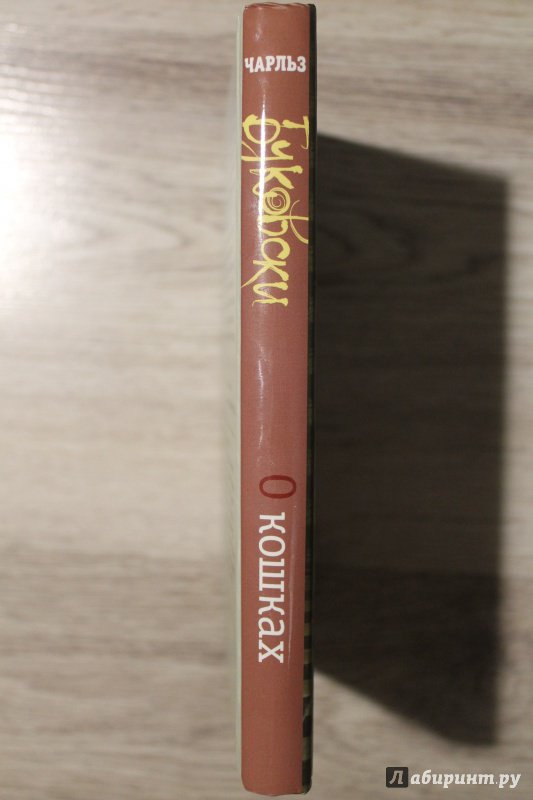 ЧАРЛЬЗ
Буковски
О кошках
Лабиринт.ру